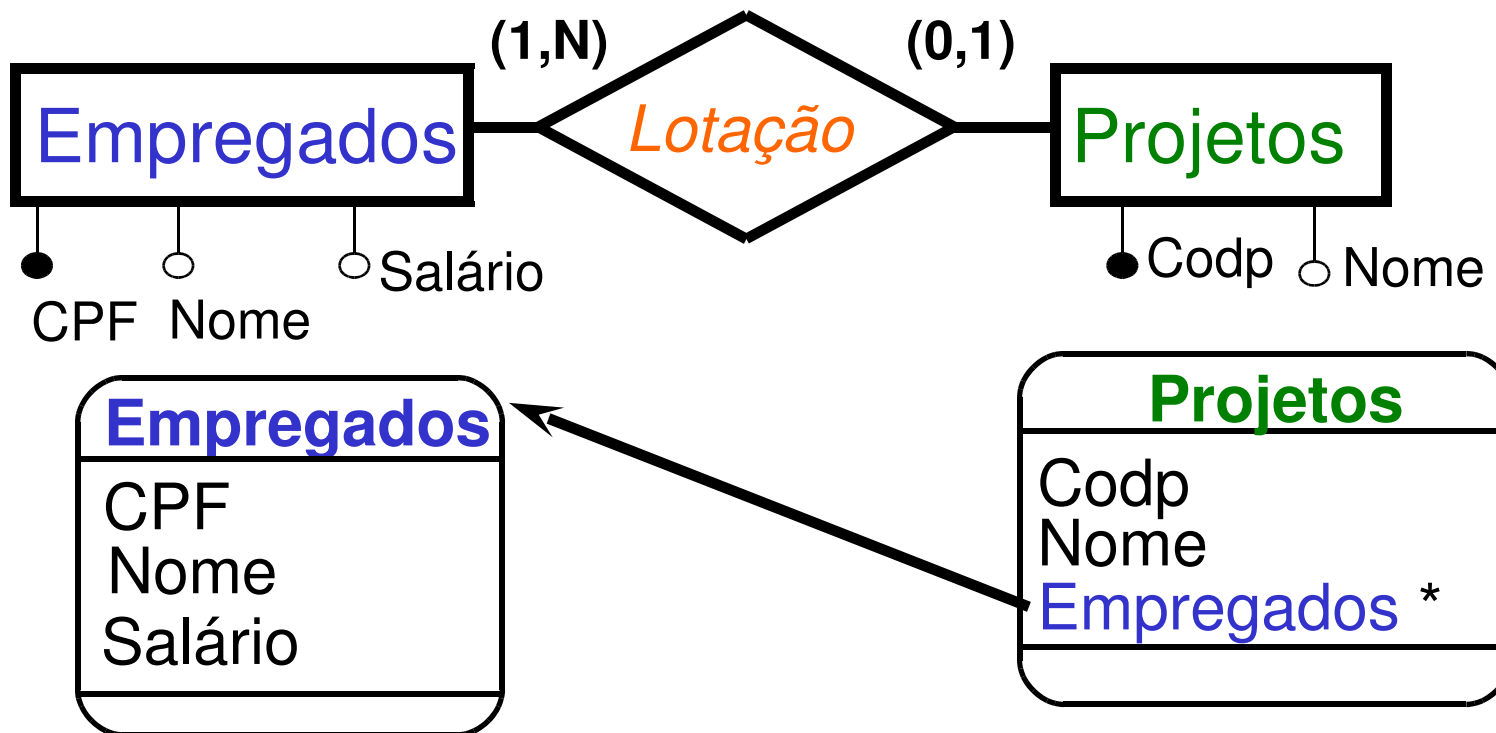 (1,N) (0,1)
Empregados Lotação Projetos
Salário Codp Nome
CPF Nome
Empregados
CPF
Nome
Salário
Projetos
Codp
Nome
Empregados *